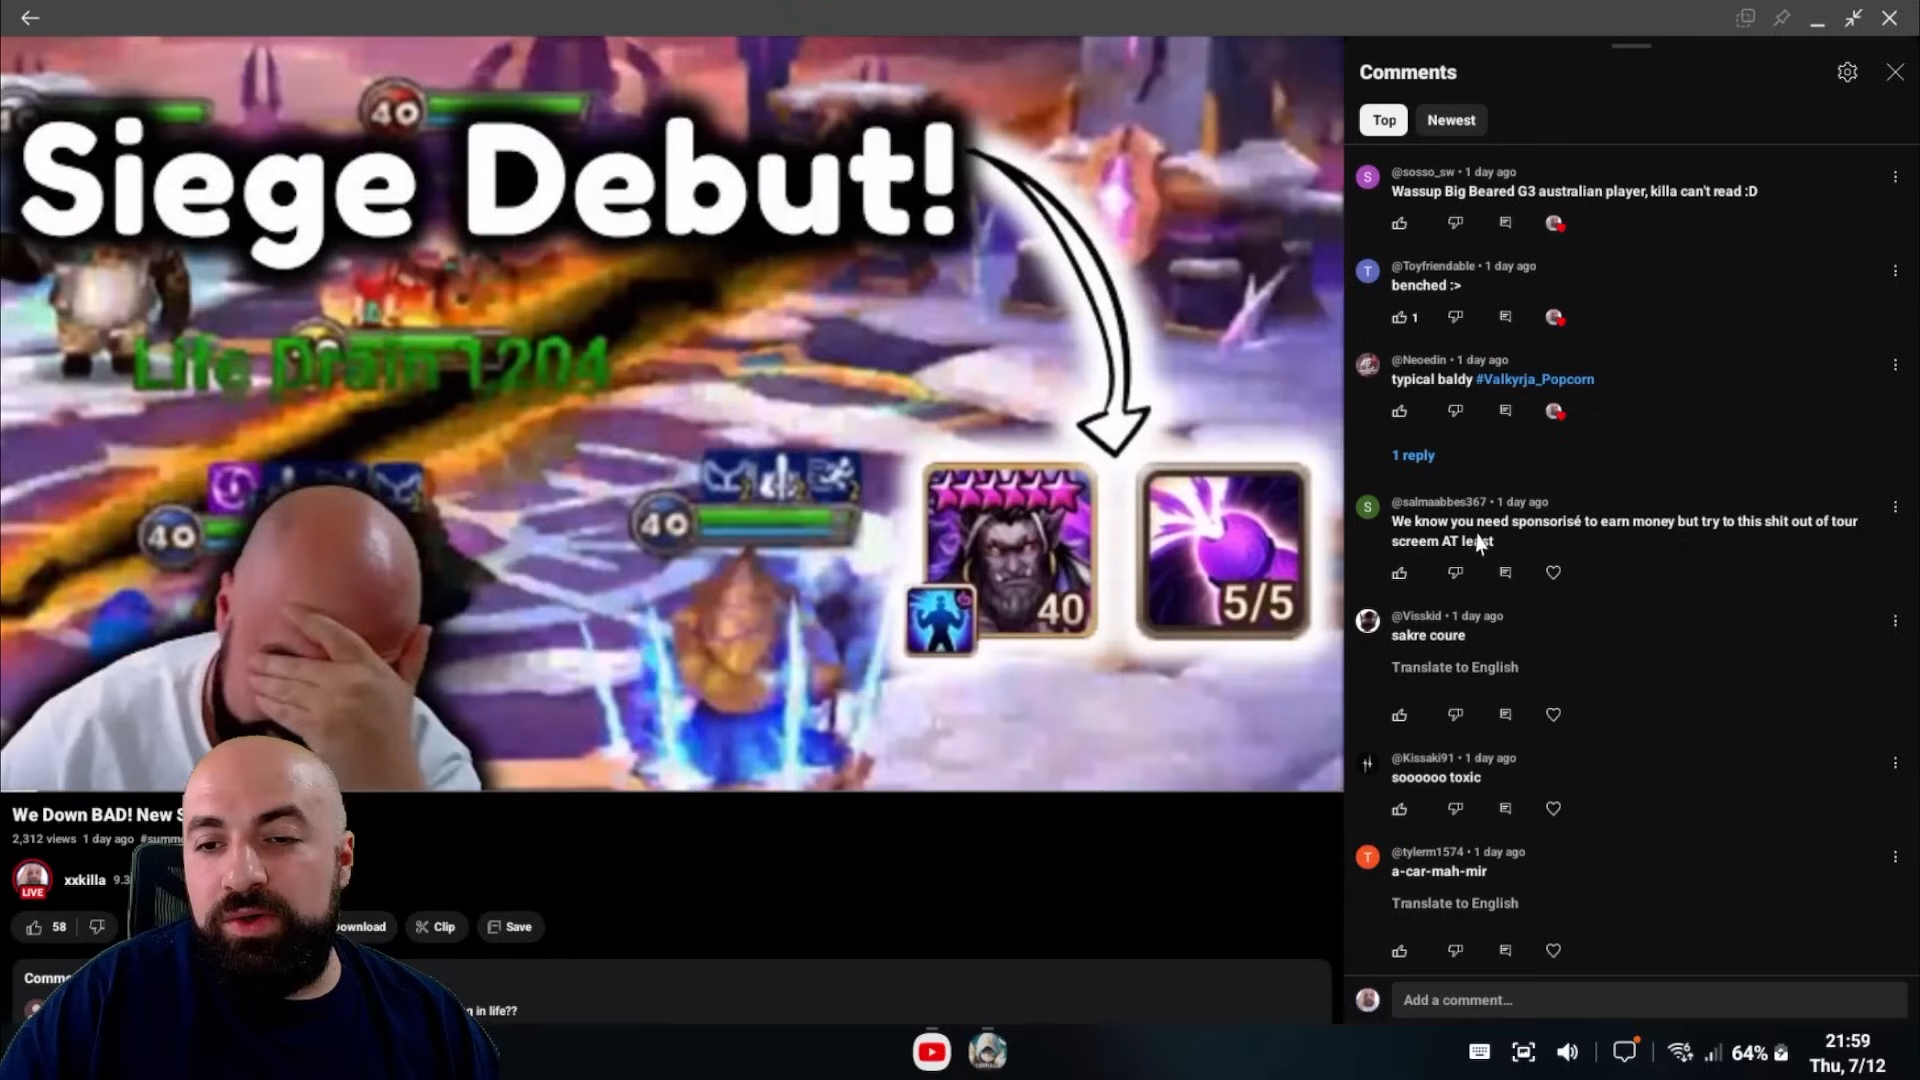 Siege Debut!
40
Life Drain 1204
40
40
40
5/5
We Down BAD! New S
2,312 views 1 day ago #summ
LIVE
xxkilla 9.3
58
ownload
Clip
Save
Comme
in life??
Comments
Top
Newest
@sosso_sw • 1 day ago
Wassup Big Beared G3 australian player, killa can't read :D
@Toyfriendable • 1 day ago
benched :>
1
@Neoedin • 1 day ago
typical baldy #Valkyrja_Popcorn
1 reply
@salmaabbes367 • 1 day ago
We know you need sponsorisé to earn money but try to this shit out of tour
screem AT least
@Visskid • 1 day ago
sakre coure
Translate to English
@Kissaki91 • 1 day ago
soooooo toxic
@tylerm1574 • 1 day ago
a-car-mah-mir
Translate to English
Add a comment...
64%
21:59
Thu, 7/12